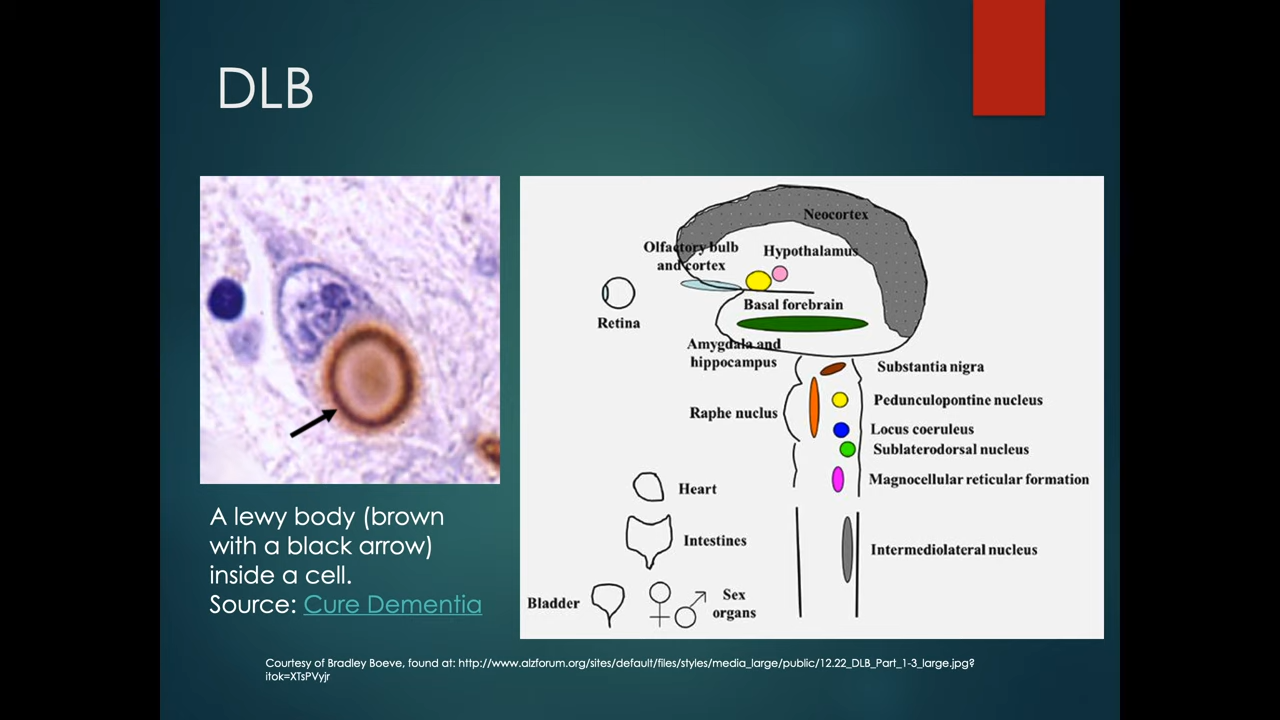 DLB
Neocortex
Olfactory bulb
and cortex
Hypothalamus
Retina
Basal forebrain
Amygdala and
hippocampus
Substantia nigra
Pedunculopontine nucleus
Raphe nuclus
Locus coeruleus
Sublaterodorsal nucleus
Magnocellular reticular formation
Heart
Intestines
Intermediolateral nucleus
Bladder
Sex
organs
A lewy body (brown
with a black arrow)
inside a cell.
Source: Cure Dementia
Courtesy of Bradley Boeve, found at: http://www.alzforum.org/sites/default/files/styles/media_large/public/12.22_DLB_Part_1-3_large.jpg?
itok=XTsPVyjr